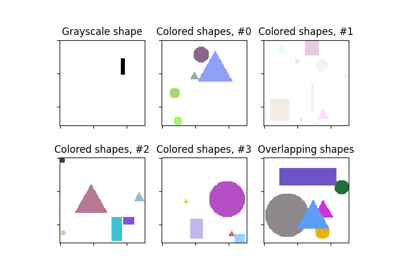 Grayscale shape
Colored shapes, #0
Colored shapes, #1
Colored shapes, #2
Colored shapes, #3
Overlapping shapes